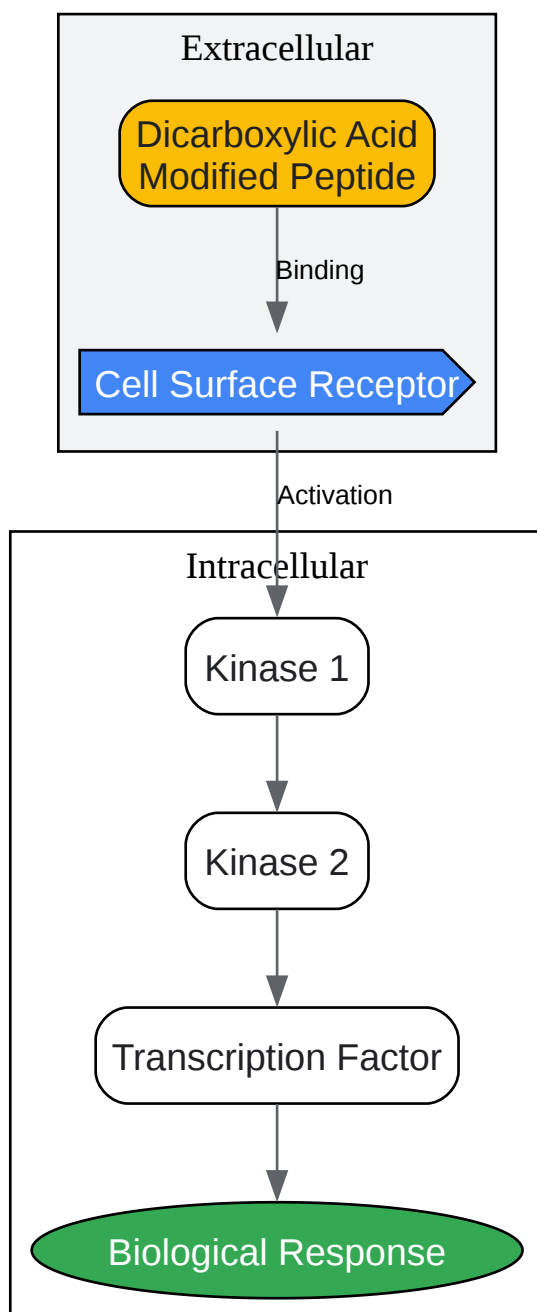 Extracellular
Dicarboxylic Acid
Modified Peptide
Binding
Cell Surface Receptor
Activation
Intracellular
Kinase 1
Kinase 2
Transcription Factor
Biological Response